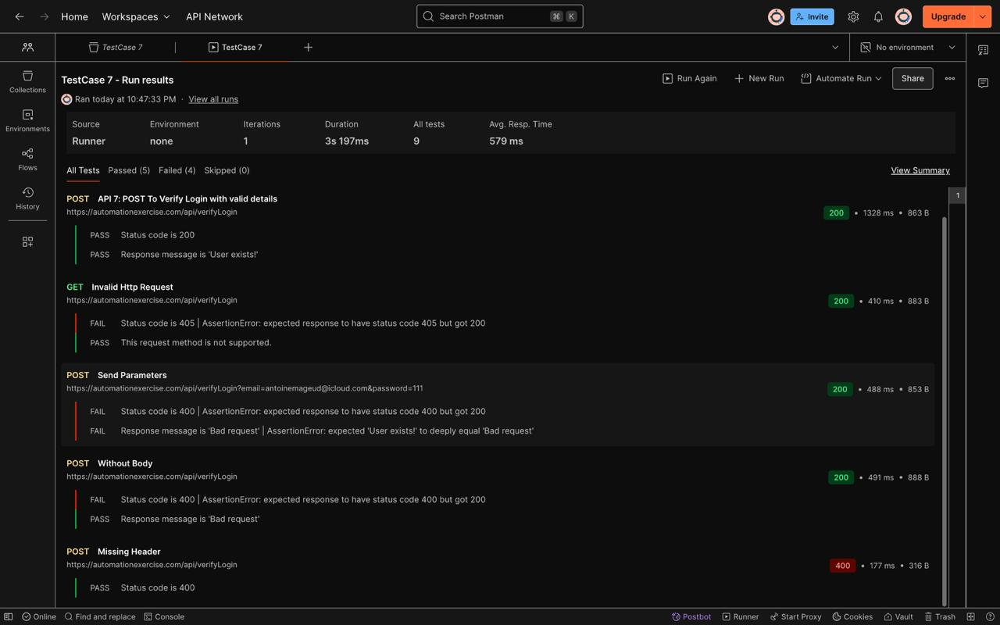 Home
Workspaces
API Network
Search Postman
⌘ K
Invite
Upgrade
TestCase 7
TestCase 7
No environment
Collections
Environments
Flows
History
TestCase 7 - Run results
Run Again
New Run
Automate Run
Share
Ran today at 10:47:33 PM · View all runs
Source Environment Iterations Duration All tests Avg. Resp. Time
Runner none 1 3s 197ms 9 579 ms
All Tests Passed (5) Failed (4) Skipped (0)
View Summary
1
POST API 7: POST To Verify Login with valid details
https://automationexercise.com/api/verifyLogin
200 • 1328 ms • 863 B
PASS Status code is 200
PASS Response message is 'User exists!'
GET Invalid Http Request
https://automationexercise.com/api/verifyLogin
200 • 410 ms • 883 B
FAIL Status code is 405 | AssertionError: expected response to have status code 405 but got 200
PASS This request method is not supported.
POST Send Parameters
https://automationexercise.com/api/verifyLogin?email=antoinemageud@icloud.com&password=111
200 • 488 ms • 853 B
FAIL Status code is 400 | AssertionError: expected response to have status code 400 but got 200
FAIL Response message is 'Bad request' | AssertionError: expected 'User exists!' to deeply equal 'Bad request'
POST Without Body
https://automationexercise.com/api/verifyLogin
200 • 491 ms • 888 B
FAIL Status code is 400 | AssertionError: expected response to have status code 400 but got 200
PASS Response message is 'Bad request'
POST Missing Header
https://automationexercise.com/api/verifyLogin
400 • 177 ms • 316 B
PASS Status code is 400
Online
Find and replace
Console
Postbot
Runner
Start Proxy
Cookies
Vault
Trash